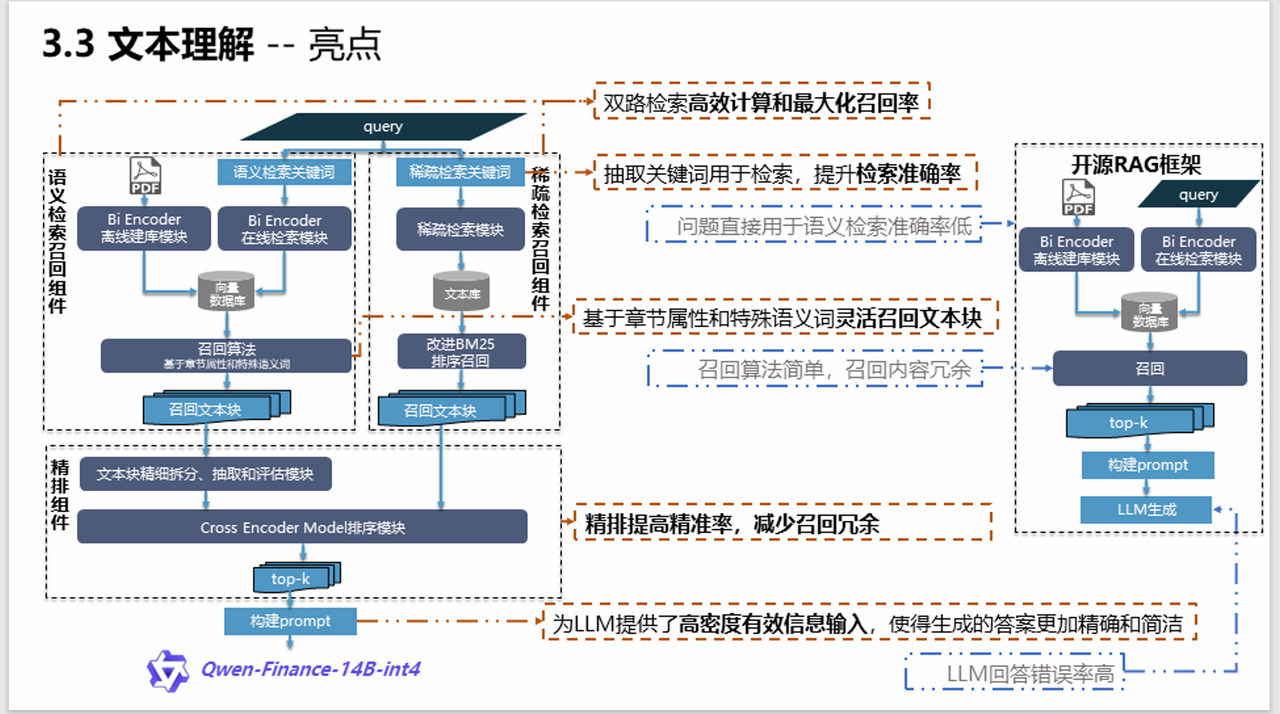 3.3 文本理解 -- 亮点
双路检索高效计算和最大化召回率
query
语义检索召回组件
PDF
语义检索关键词
Bi Encoder
离线建库模块
Bi Encoder
在线检索模块
向量
数据库
召回算法
基于章节属性和特殊语义词
召回文本块
稀疏检索召回组件
稀疏检索关键词
稀疏检索模块
文本库
改进BM25
排序召回
召回文本块
精排组件
文本块精细拆分、抽取和评估模块
Cross Encoder Model排序模块
top-k
构建prompt
Qwen-Finance-14B-int4
抽取关键词用于检索，提升检索准确率
问题直接用于语义检索准确率低
基于章节属性和特殊语义词灵活召回文本块
召回算法简单，召回内容冗余
精排提高精准率，减少召回冗余
为LLM提供了高密度有效信息输入，使得生成的答案更加精确和简洁
LLM回答错误率高
开源RAG框架
PDF
query
Bi Encoder
离线建库模块
Bi Encoder
在线检索模块
向量
数据库
召回
top-k
构建prompt
LLM生成